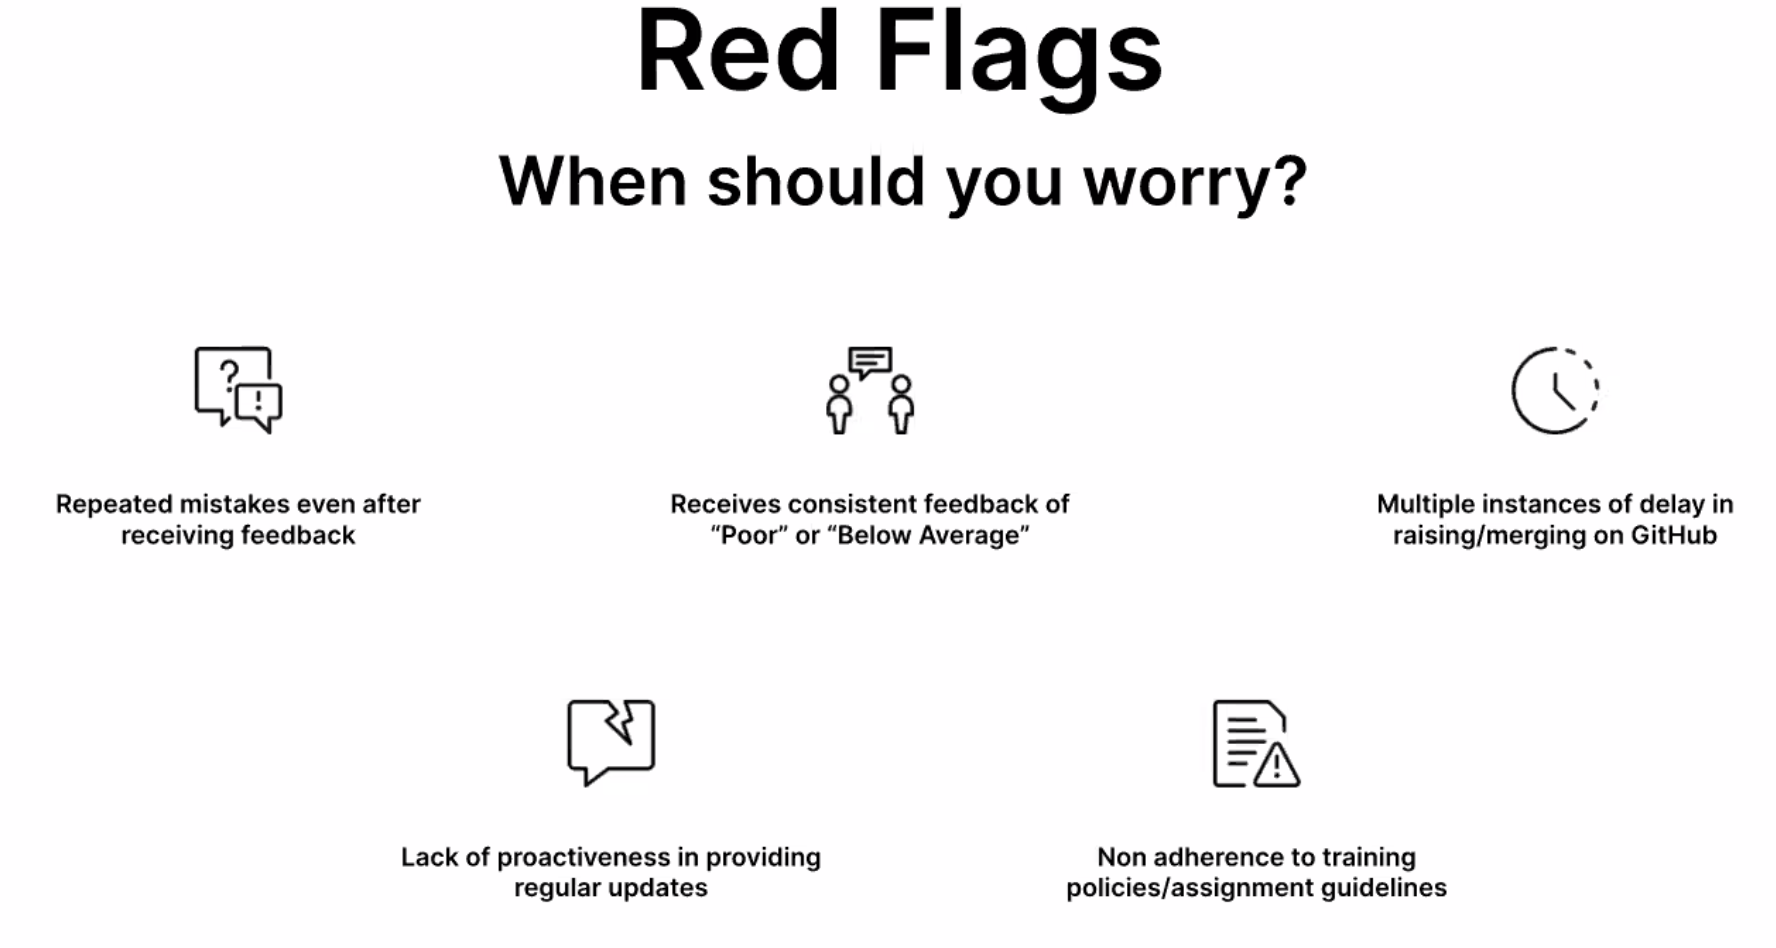 Red Flags
When should you worry?
Repeated mistakes even after
receiving feedback
Receives consistent feedback of
“Poor” or “Below Average”
Multiple instances of delay in
raising/merging on GitHub
Lack of proactiveness in providing
regular updates
Non adherence to training
policies/assignment guidelines